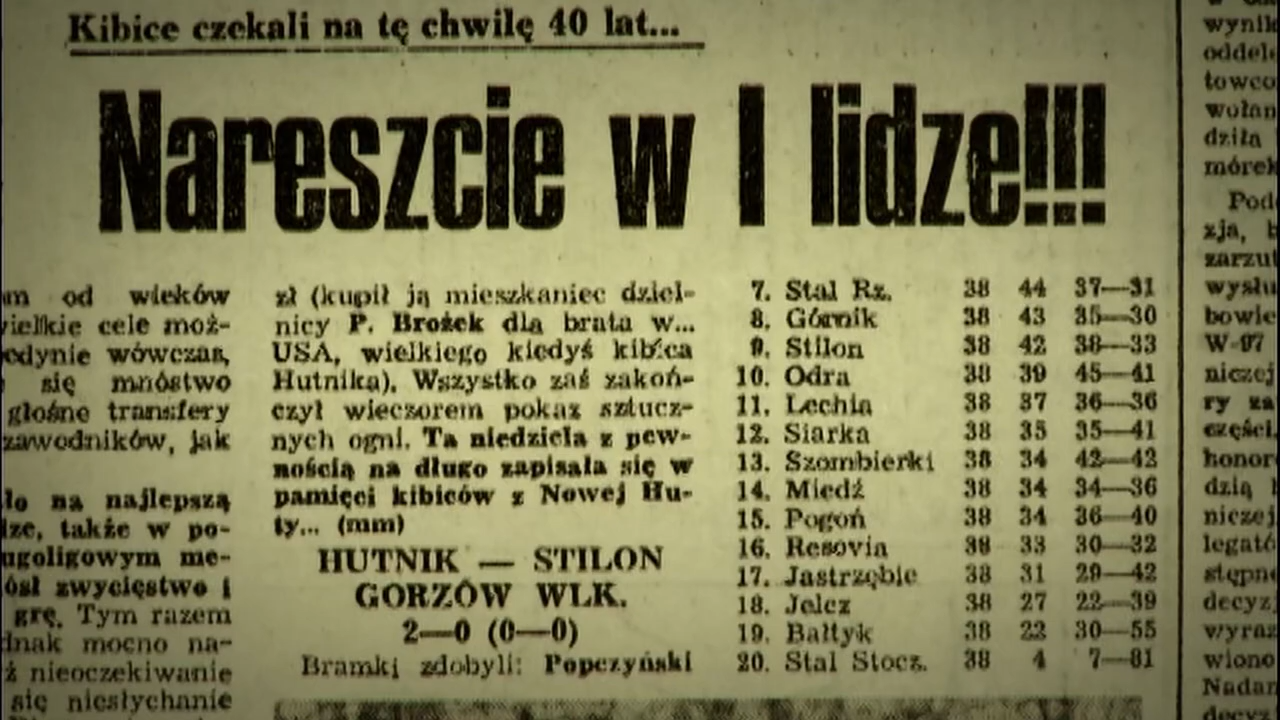 Kibice czekali na tę chwilę 40 lat...
Nareszcie w I lidze!!!
od wieków
wielkie cele moż-
jedynie wówczas,
się mnóstwo
głośne transfery
zawodników, jak
na najlepszą
także w po-
me-
zwycięstwo i
grę. Tym razem
mocno na-
ż nieoczekiwanie
się niesłychanie
zł (kupił ją mieszkaniec dziel-
nicy P. Brożek dla brata w...
USA, wielkiego kiedyś kibica
Hutnika). Wszystko zaś zakoń-
czył wieczorem pokaz sztucz-
nych ogni. Ta niedziela z pew-
nością na długo zapisała się w
pamięci kibiców z Nowej Hu-
ty... (mm)
HUTNIK — STILON
GORZÓW WLK.
2—0 (0—0)
Bramki zdobyli: Popczyński
7. Stal Rz. 38 44 37—31
8. Górnik 38 43 35—30
9. Stilon 38 42 38—33
10. Odra 38 39 45—41
11. Lechia 38 37 36—36
12. Siarka 38 35 35—41
13. Szombierki 38 34 42—42
14. Miedź 38 34 34—36
15. Pogoń 38 34 36—40
16. Resovia 38 33 30—32
17. Jastrzębie 38 31 29—42
18. Jelcz 38 27 22—39
19. Bałtyk 38 22 30—55
20. Stal Stocz. 38 4 7—81
wynik
oddel
towco
wołan
dziła
mórek
Pod
zja,
zarzut
wysłu
bowie
W-97
niczej
ry za
części.
honor
dzią
niczej
legató
stępne
decyz
wyraz
wiono
Nadar
decyz